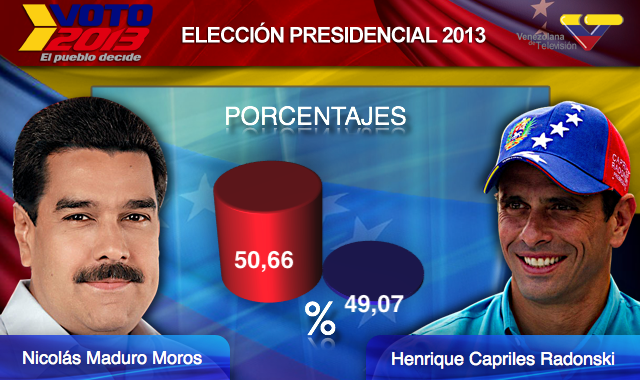 VOTO
2013
El pueblo decide
ELECCIÓN PRESIDENCIAL 2013
Venezolana
de
Televisión
PORCENTAJES
50,66
49,07
%
Nicolás Maduro Moros
Henrique Capriles Radonski